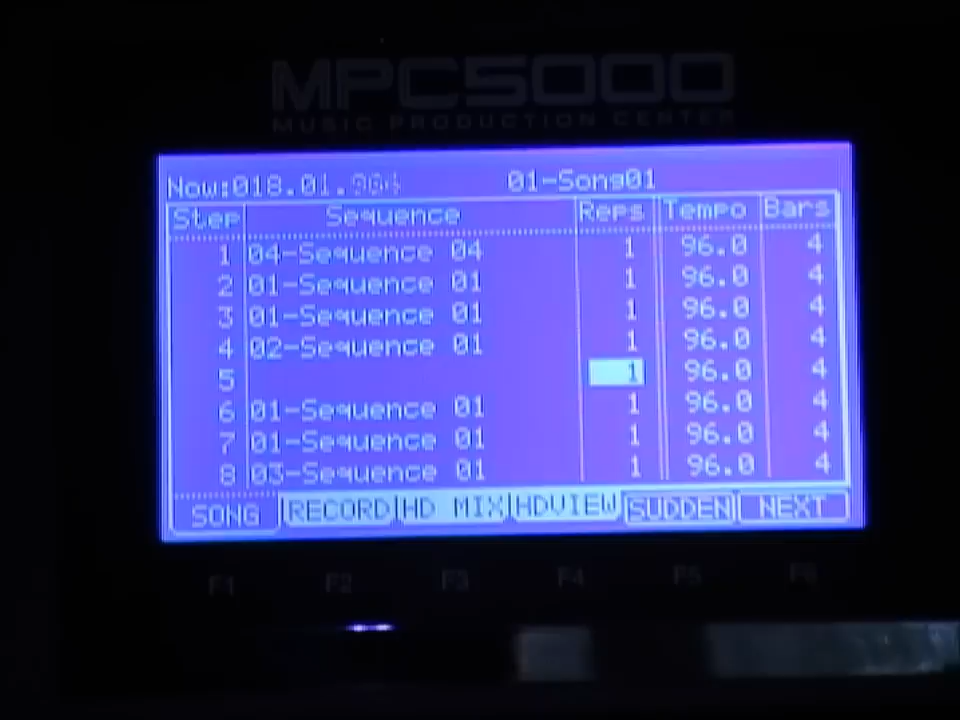 MPC5000
MUSIC PRODUCTION CENTER
Now:018.01. 01-Song01
Step Sequence Reps Tempo Bars
1 04-Sequence 04 1 96.0 4
2 01-Sequence 01 1 96.0 4
3 01-Sequence 01 1 96.0 4
4 02-Sequence 01 1 96.0 4
5 1 96.0 4
6 01-Sequence 01 1 96.0 4
7 01-Sequence 01 1 96.0 4
8 03-Sequence 01 1 96.0 4
SONG RECORD HD MIX HDVIEW SUDDEN NEXT
F1 F2 F3 F4 F5 F6